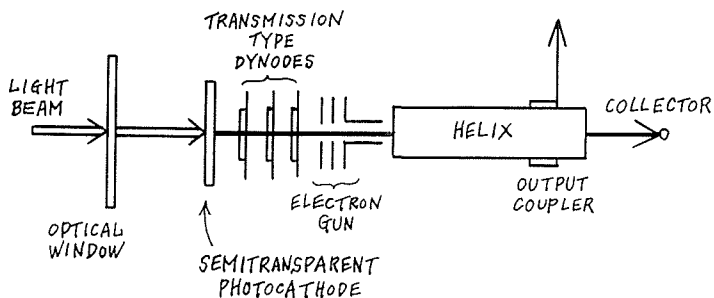 TRANSMISSION
TYPE
DYNODES
LIGHT
BEAM
COLLECTOR
HELIX
OPTICAL
WINDOW
ELECTRON
GUN
OUTPUT
COUPLER
SEMITRANSPARENT
PHOTOCATHODE